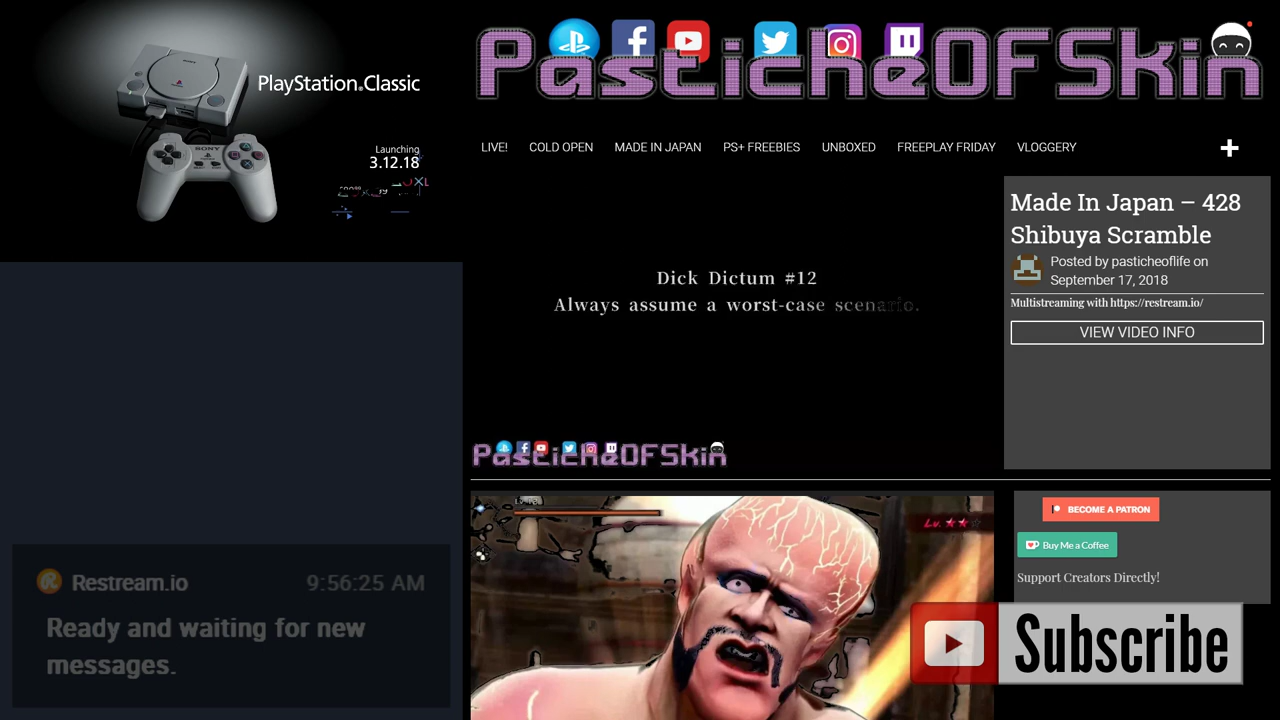 PlayStation.Classic
Launching
3.12.18
SONY
PasticheOFSkin
LIVE!
COLD OPEN
MADE IN JAPAN
PS+ FREEBIES
UNBOXED
FREEPLAY FRIDAY
VLOGGERY
Made In Japan – 428
Shibuya Scramble
Posted by pasticheoflife on
September 17, 2018
Multistreaming with https://restream.io/
VIEW VIDEO INFO
Dick Dictum #12
Always assume a worst-case scenario.
PasticheOFSkin
Lv.
BECOME A PATRON
Buy Me a Coffee
Support Creators Directly!
Subscribe
Restream.io
9:56:25 AM
Ready and waiting for new
messages.